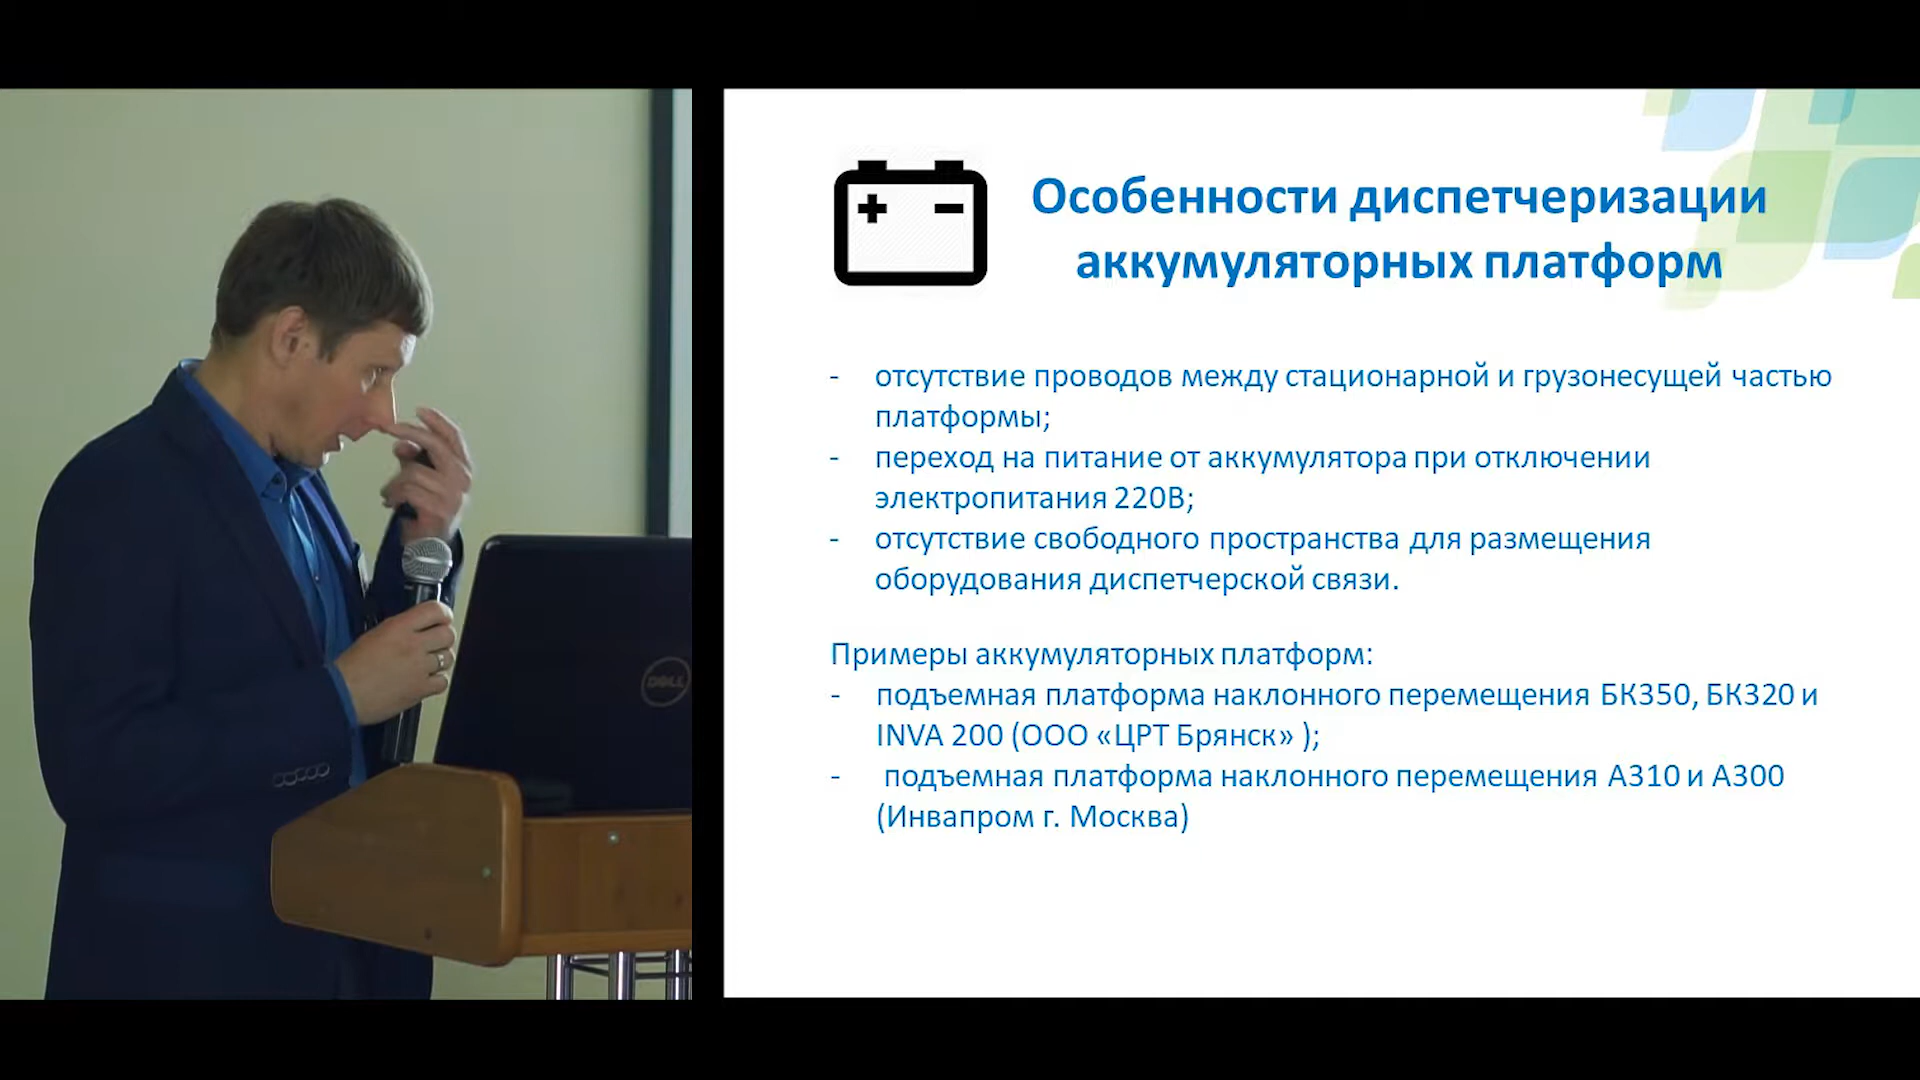 Особенности диспетчеризации
аккумуляторных платформ
- отсутствие проводов между стационарной и грузонесущей частью
платформы;
- переход на питание от аккумулятора при отключении
электропитания 220В;
- отсутствие свободного пространства для размещения
оборудования диспетчерской связи.
Примеры аккумуляторных платформ:
- подъемная платформа наклонного перемещения БК350, БК320 и
INVA 200 (ООО «ЦРТ Брянск» );
- подъемная платформа наклонного перемещения А310 и А300
(Инвапром г. Москва)
DELL